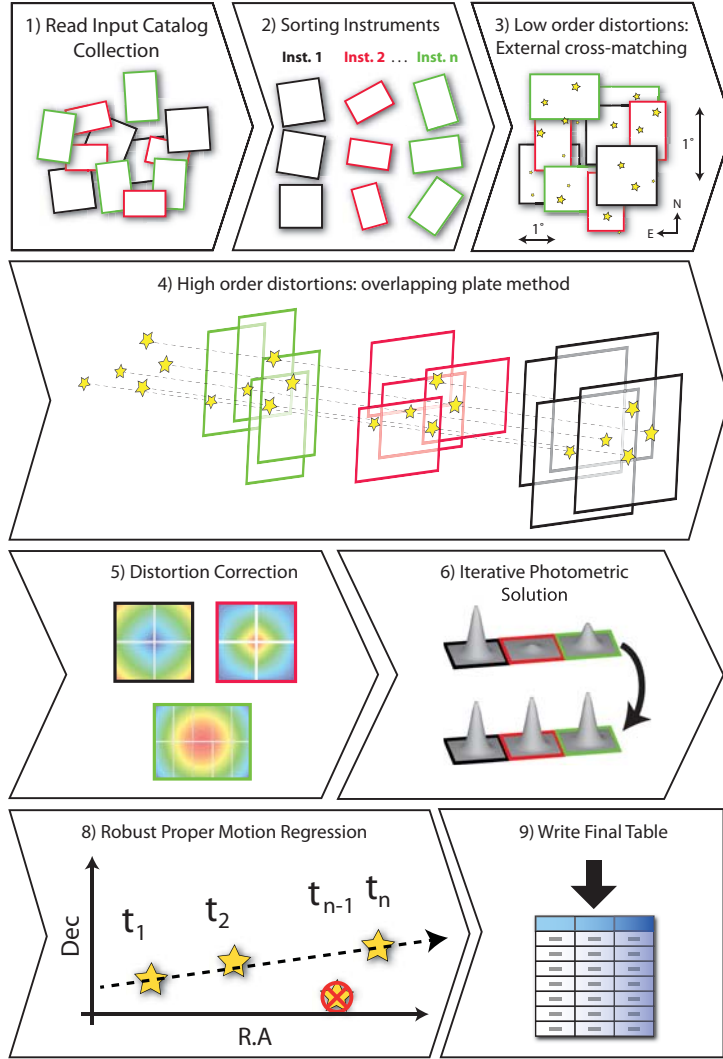 1) Read Input Catalog
Collection
2) Sorting Instruments
Inst. 1 Inst. 2 ... Inst. n
3) Low order distortions:
External cross-matching
1°
1°
N
E
4) High order distortions: overlapping plate method
5) Distortion Correction
6) Iterative Photometric
Solution
8) Robust Proper Motion Regression
Dec
t1
t2
tn-1
tn
R.A
9) Write Final Table